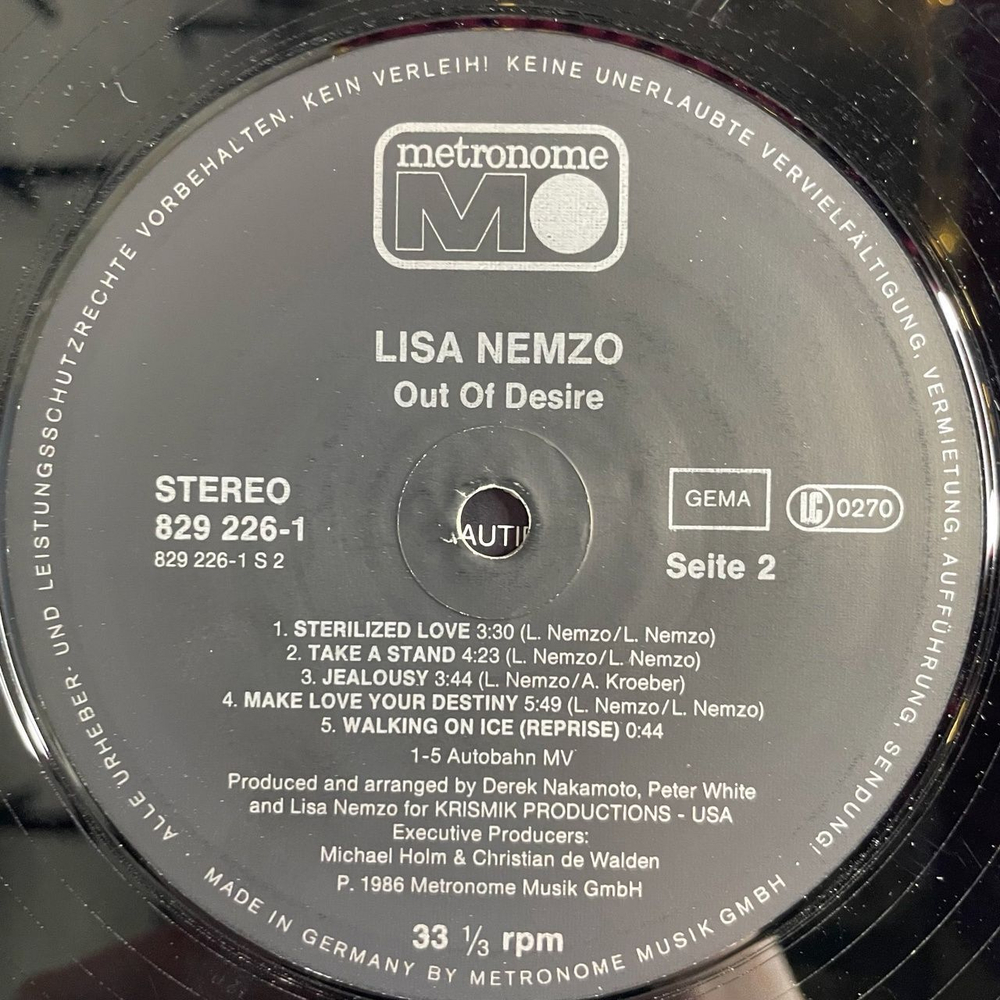 ALLE URHEBER- UND LEISTUNGSSCHUTZRECHTE VORBEHALTEN. KEIN VERLEIH! KEINE UNERLAUBTE VERVIELFÄLTIGUNG, VERMIETUNG, AUFFÜHRUNG, SENDUNG!
metronome
MO
LISA NEMZO
Out Of Desire
STEREO
829 226-1
829 226-1 S 2
AUTI
GEMA
LC 0270
Seite 2
1. STERILIZED LOVE 3:30 (L. Nemzo/L. Nemzo)
2. TAKE A STAND 4:23 (L. Nemzo/L. Nemzo)
3. JEALOUSY 3:44 (L. Nemzo/A. Kroeber)
4. MAKE LOVE YOUR DESTINY 5:49 (L. Nemzo/L. Nemzo)
5. WALKING ON ICE (REPRISE) 0:44
1-5 Autobahn MV
Produced and arranged by Derek Nakamoto, Peter White
and Lisa Nemzo for KRISMIK PRODUCTIONS - USA
Executive Producers:
Michael Holm & Christian de Walden
P. 1986 Metronome Musik GmbH
33 1/3 rpm
· MADE IN GERMANY BY METRONOME MUSIK GMBH ·